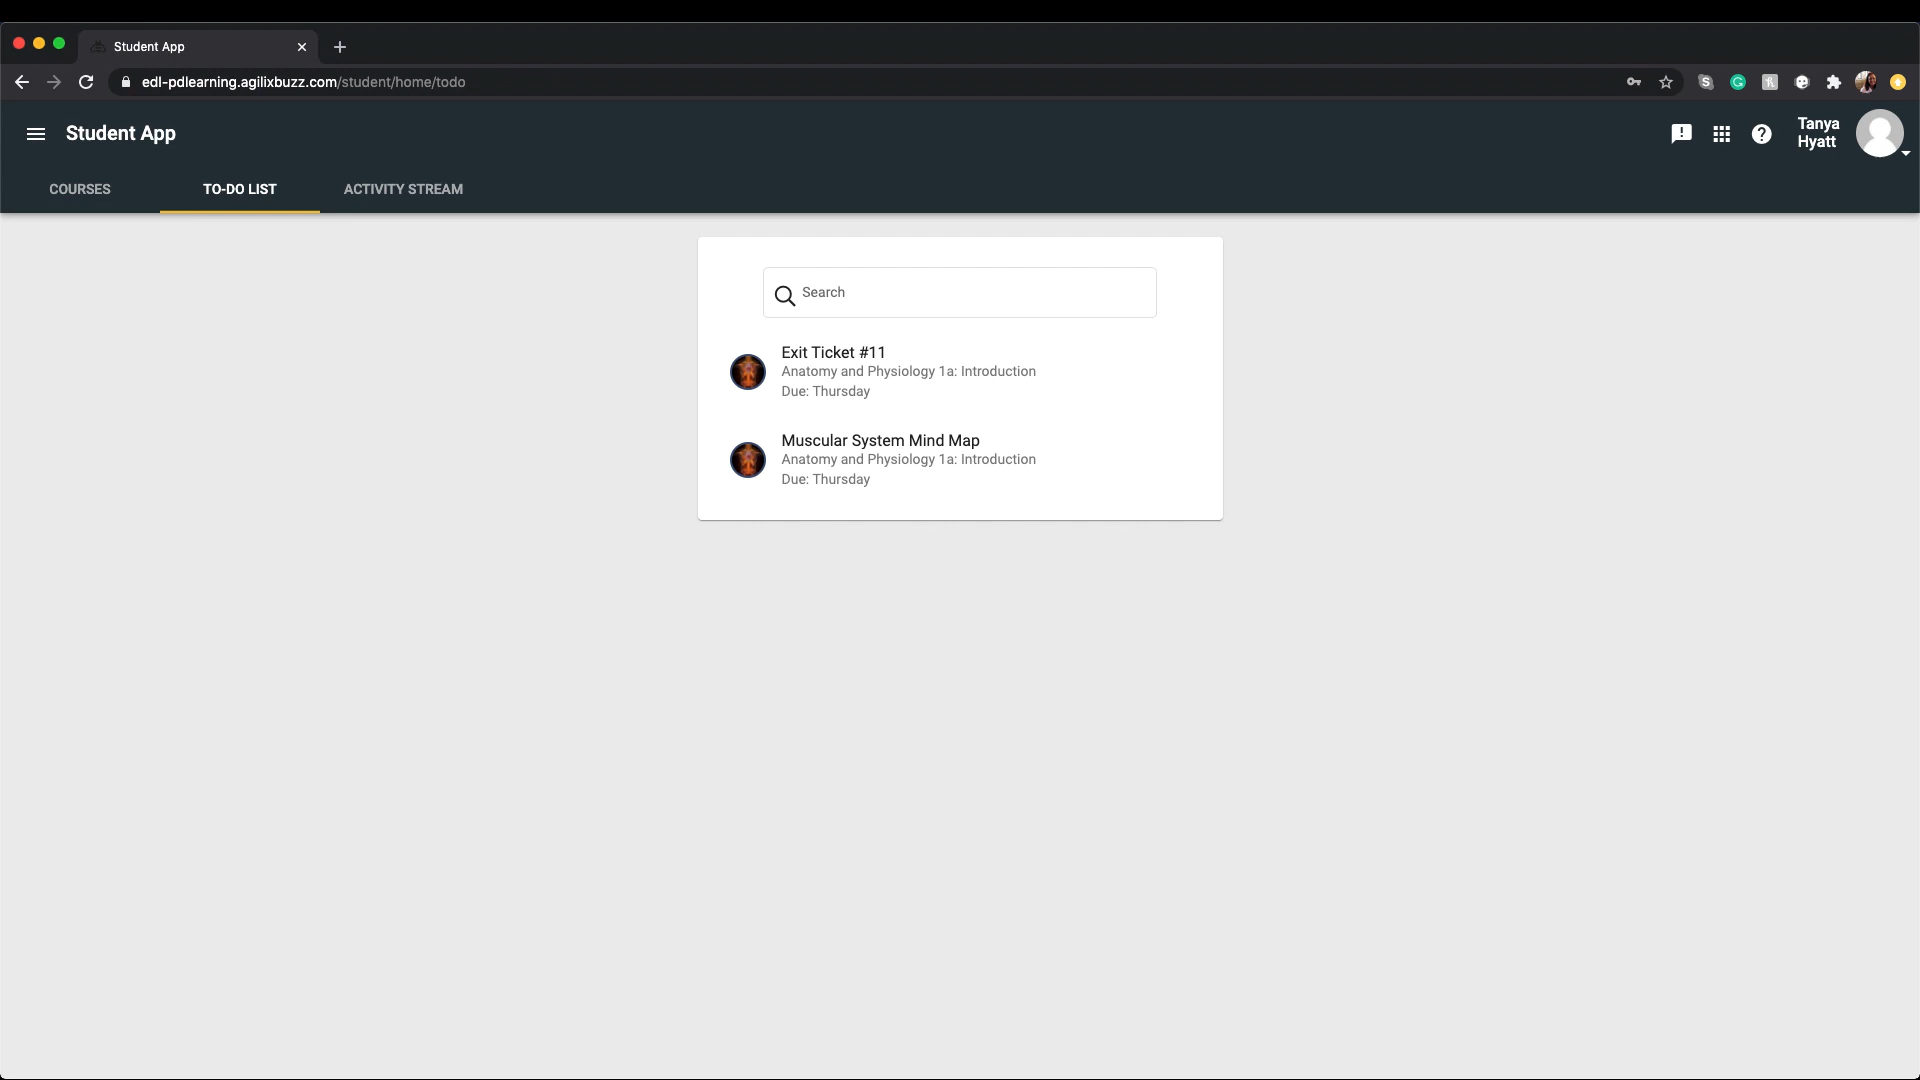 Student App
edl-pdlearning.agilixbuzz.com/student/home/todo
Student App
Tanya
Hyatt
COURSES
TO-DO LIST
ACTIVITY STREAM
Search
Exit Ticket #11
Anatomy and Physiology 1a: Introduction
Due: Thursday
Muscular System Mind Map
Anatomy and Physiology 1a: Introduction
Due: Thursday